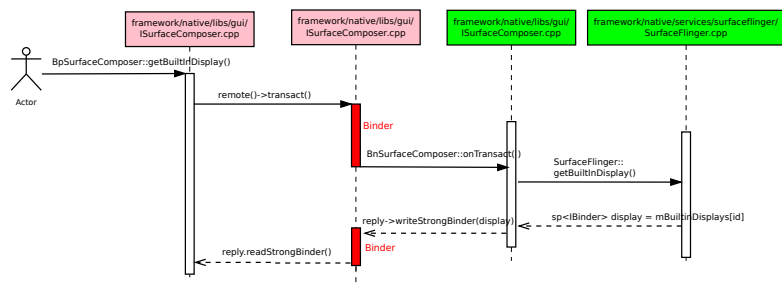 framework/native/libs/gui/
ISurfaceComposer.cpp
framework/native/libs/gui/
ISurfaceComposer.cpp
framework/native/libs/gui/
ISurfaceComposer.cpp
framework/native/services/surfaceflinger/
SurfaceFlinger.cpp
BpSurfaceComposer::getBuiltInDisplay()
Actor
remote()->transact()
Binder
BnSurfaceComposer::onTransact()
SurfaceFlinger::
getBuiltInDisplay()
sp<IBinder> display = mBuiltinDisplays[id]
reply->writeStrongBinder(display)
Binder
reply.readStrongBinder()